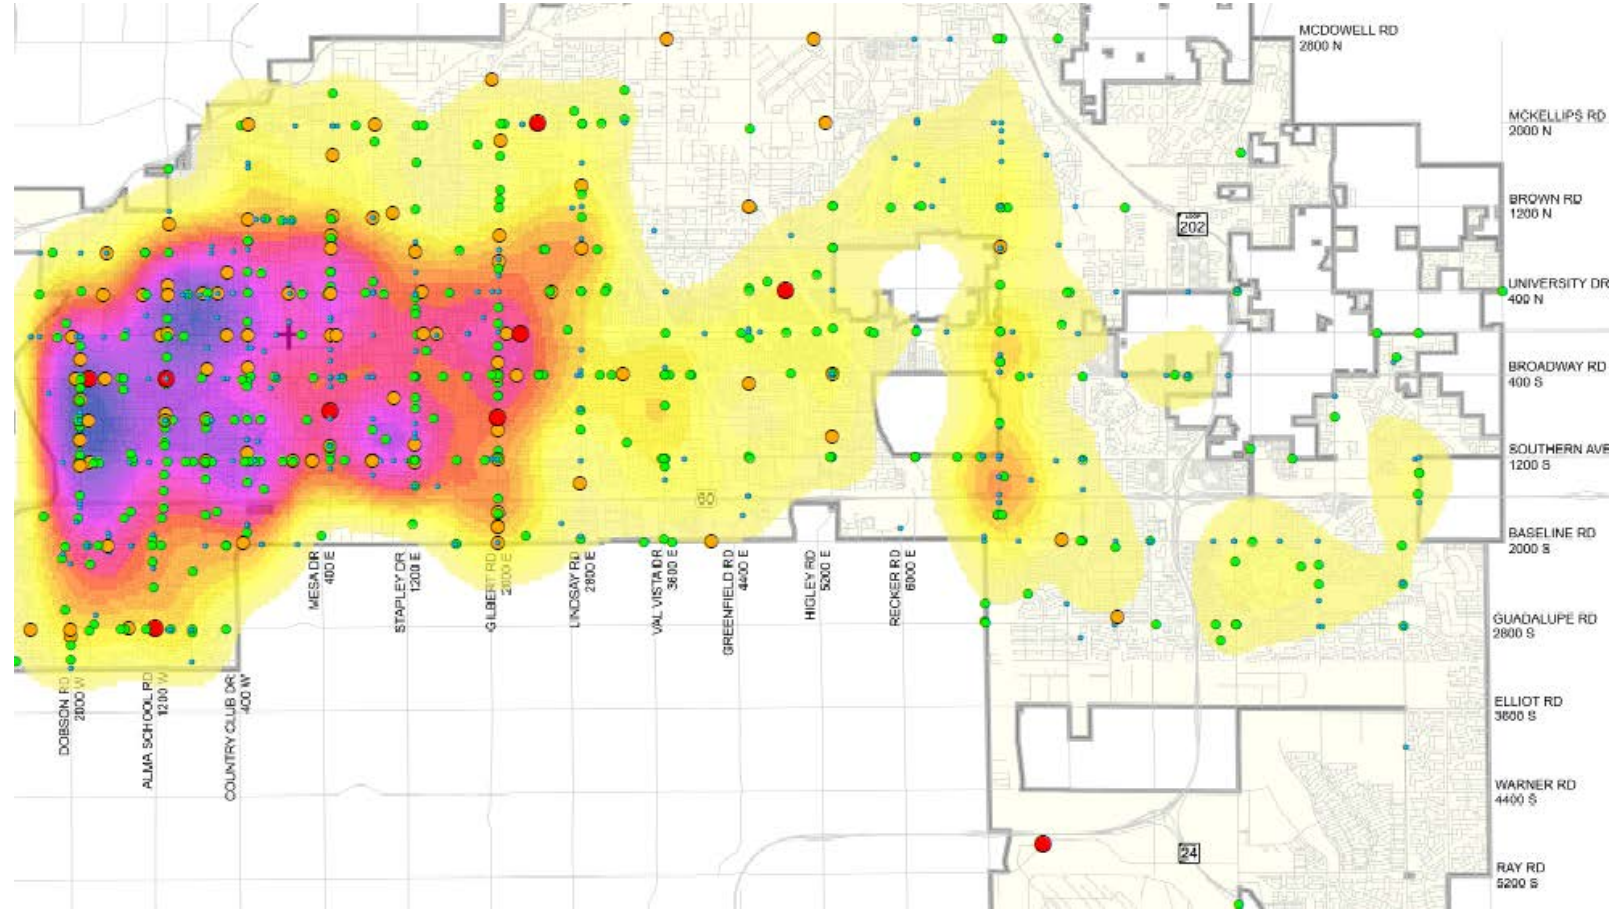 MCDOWELL RD
2800 N
MCKELLIPS RD
2000 N
BROWN RD
1200 N
LOOP
202
UNIVERSITY DR
400 N
BROADWAY RD
400 S
SOUTHERN AVE
1200 S
60
BASELINE RD
2000 S
MESA DR
400 E
STAPLEY DR
1200 E
GILBERT RD
2000 E
LINDSAY RD
2800 E
VAL VISTA DR
3600 E
GREENFIELD RD
4400 E
HIGLEY RD
5200 E
RECKER RD
6000 E
GUADALUPE RD
2800 S
DOBSON RD
2000 W
ALMA SCHOOL RD
1200 W
COUNTRY CLUB DR
400 W
ELLIOT RD
3600 S
WARNER RD
4400 S
24
RAY RD
5200 S